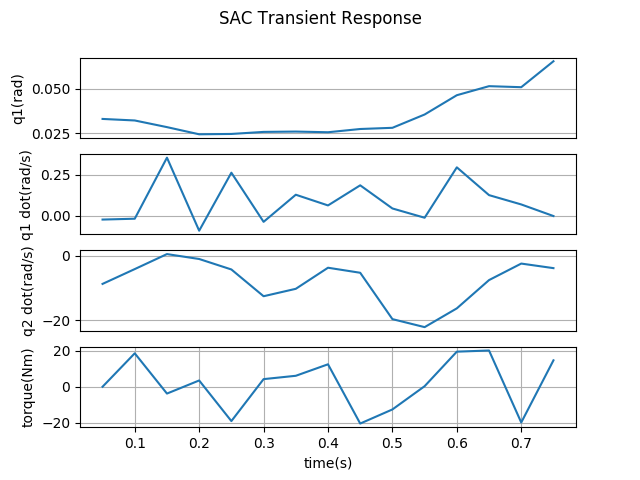 SAC Transient Response
q1(rad)
0.050
0.025
q1 dot(rad/s)
0.25
0.00
q2 dot(rad/s)
0
−20
torque(Nm)
20
0
−20
0.1 0.2 0.3 0.4 0.5 0.6 0.7
time(s)